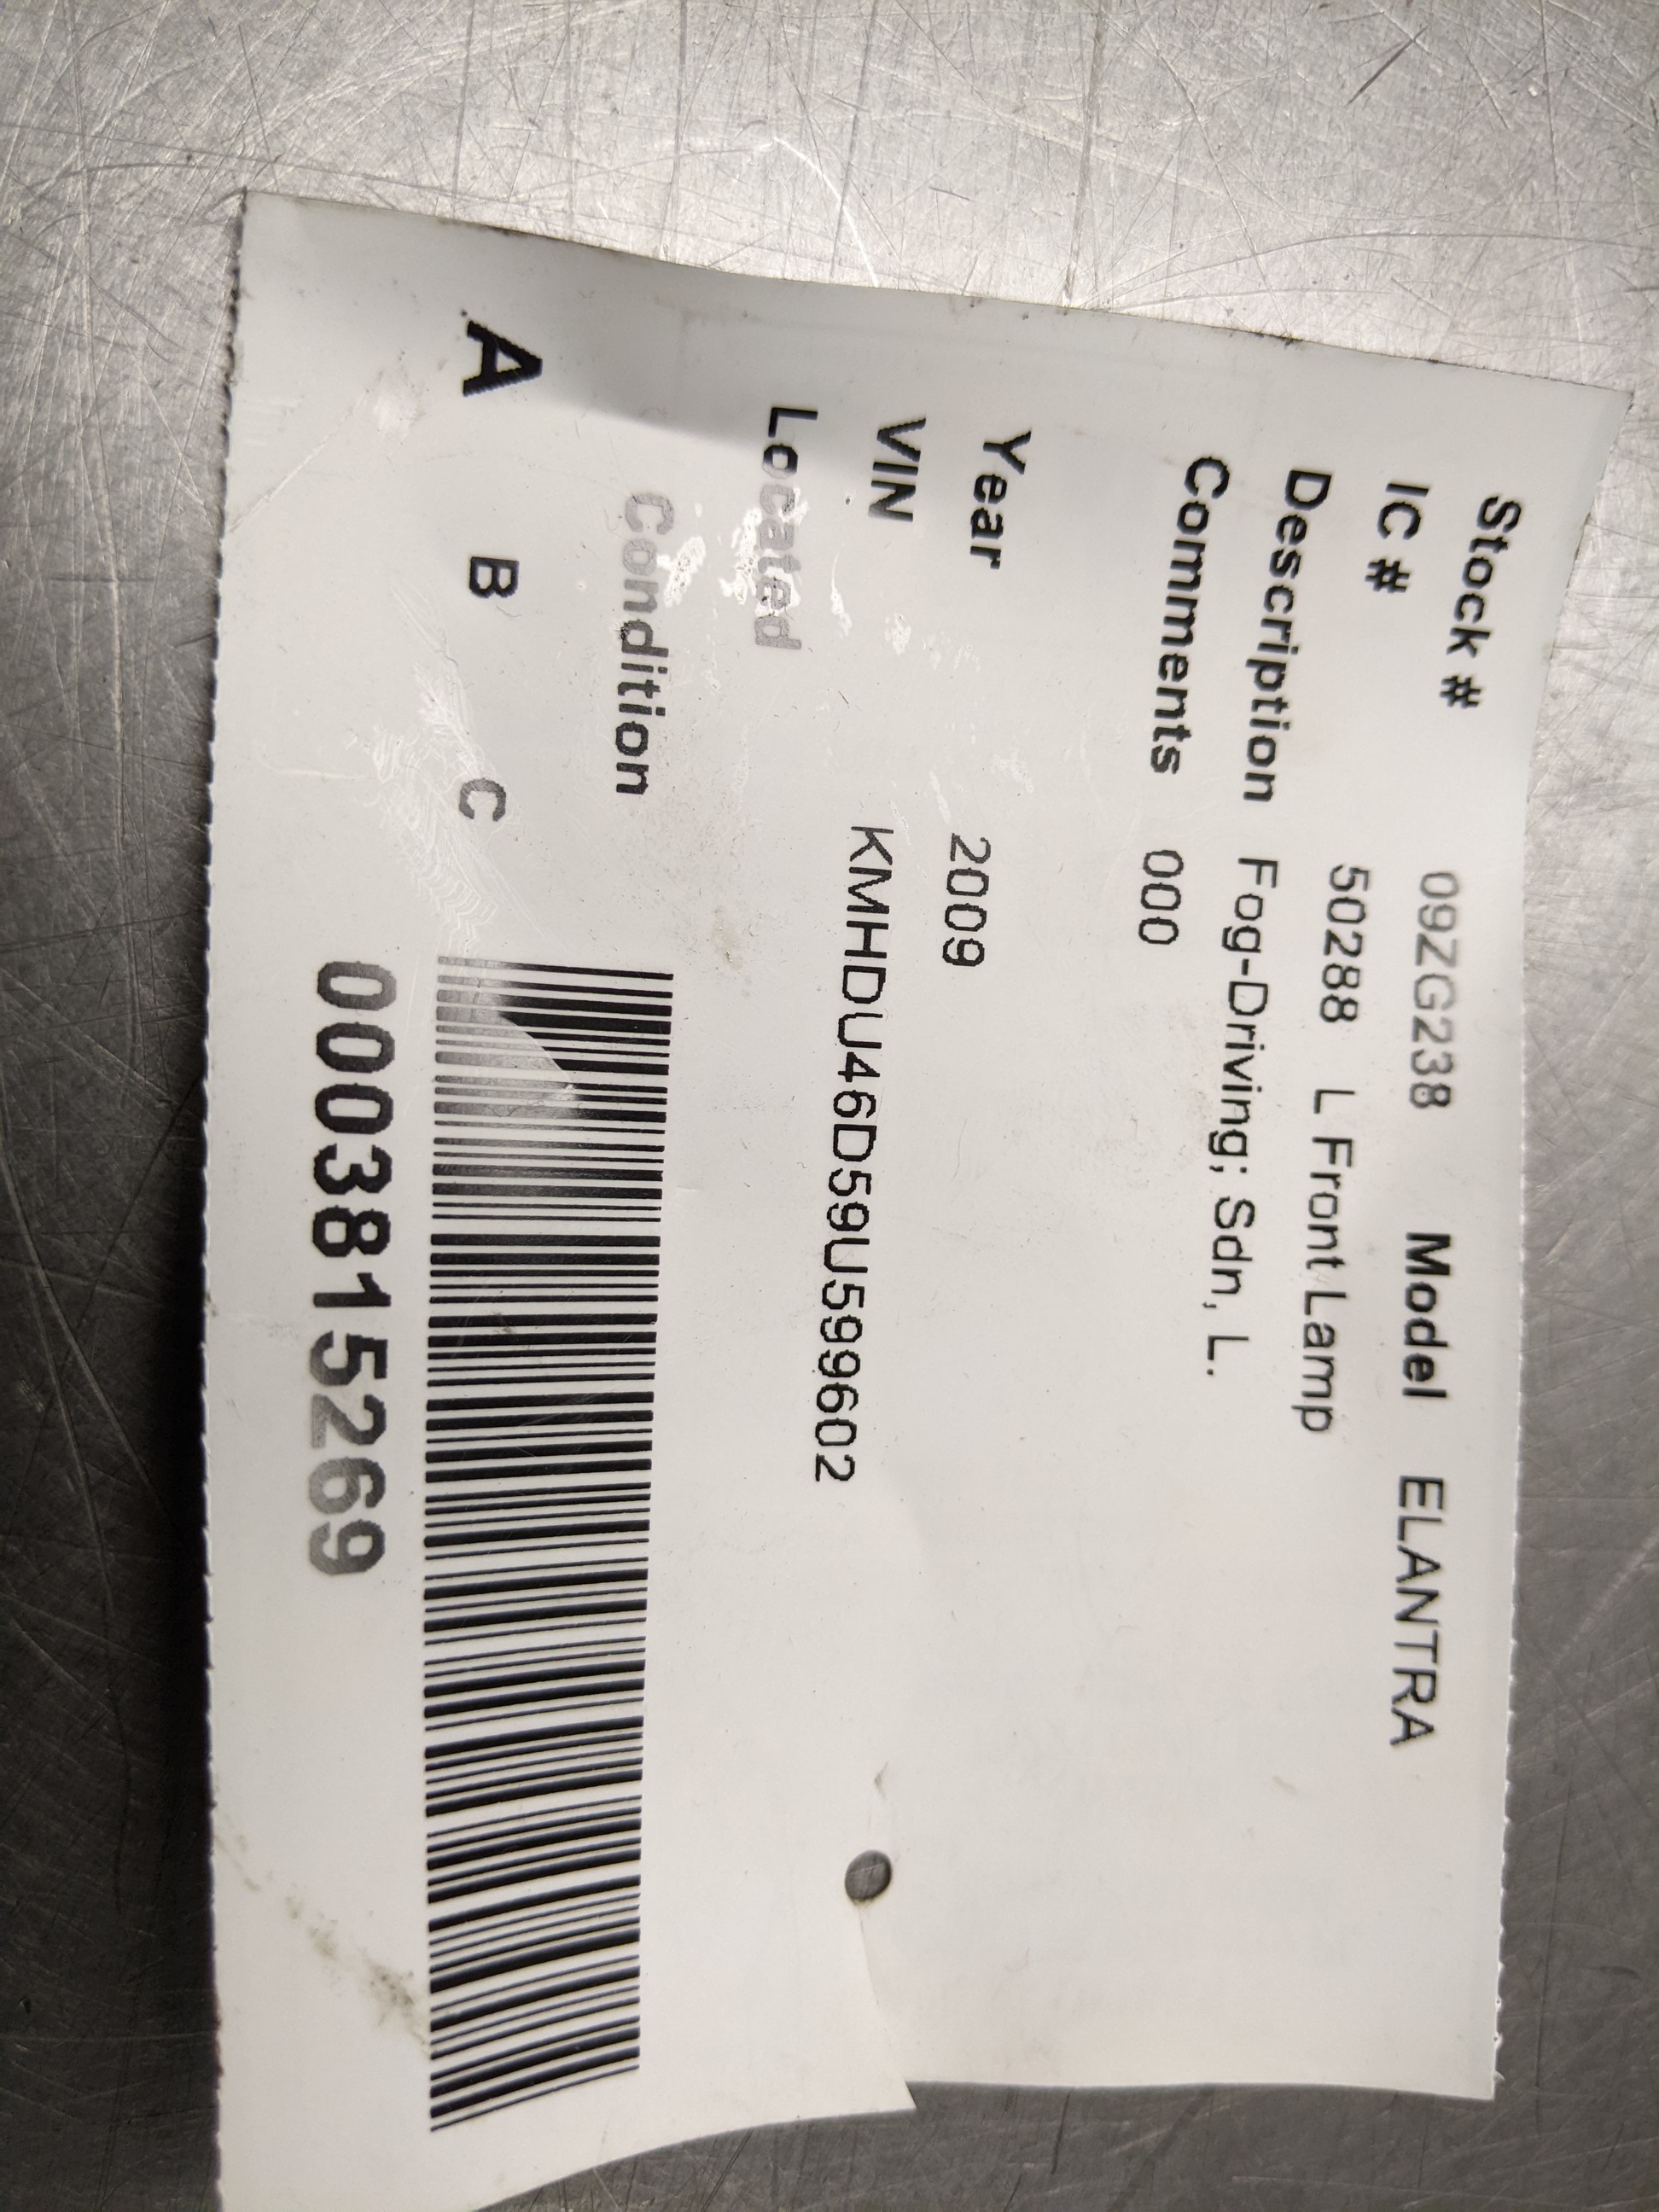 Stock # 09ZG238 Model ELANTRA
IC # 50288 L Front Lamp
Description Fog-Driving; Sdn, L.
Comments 000
Year 2009
VIN KMHDU46D59U599602
Located
Condition
A B C
0003815269